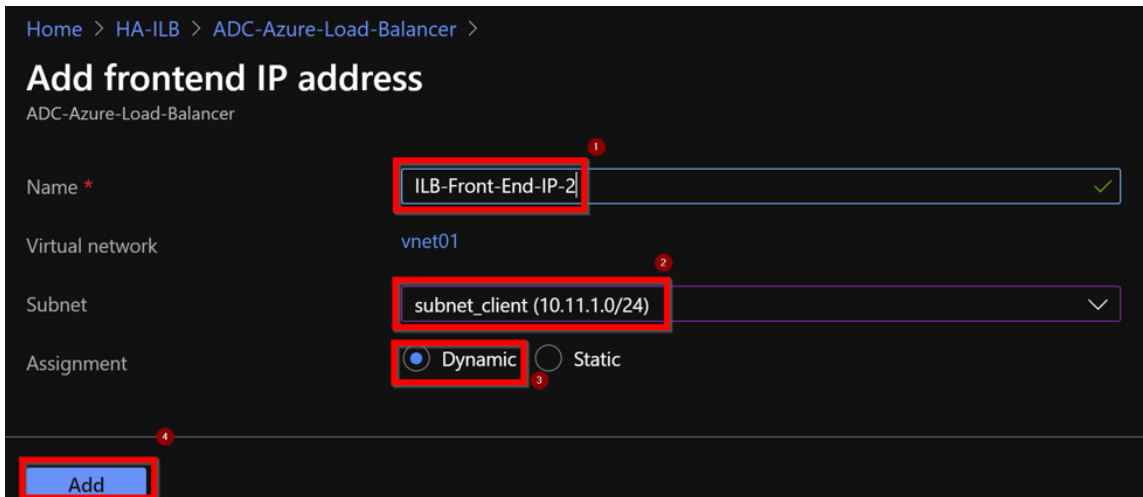 Home > HA-ILB > ADC-Azure-Load-Balancer >
Add frontend IP address
ADC-Azure-Load-Balancer
1
Name * ILB-Front-End-IP-2
Virtual network vnet01
2
Subnet subnet_client (10.11.1.0/24)
Assignment Dynamic Static
3
4
Add